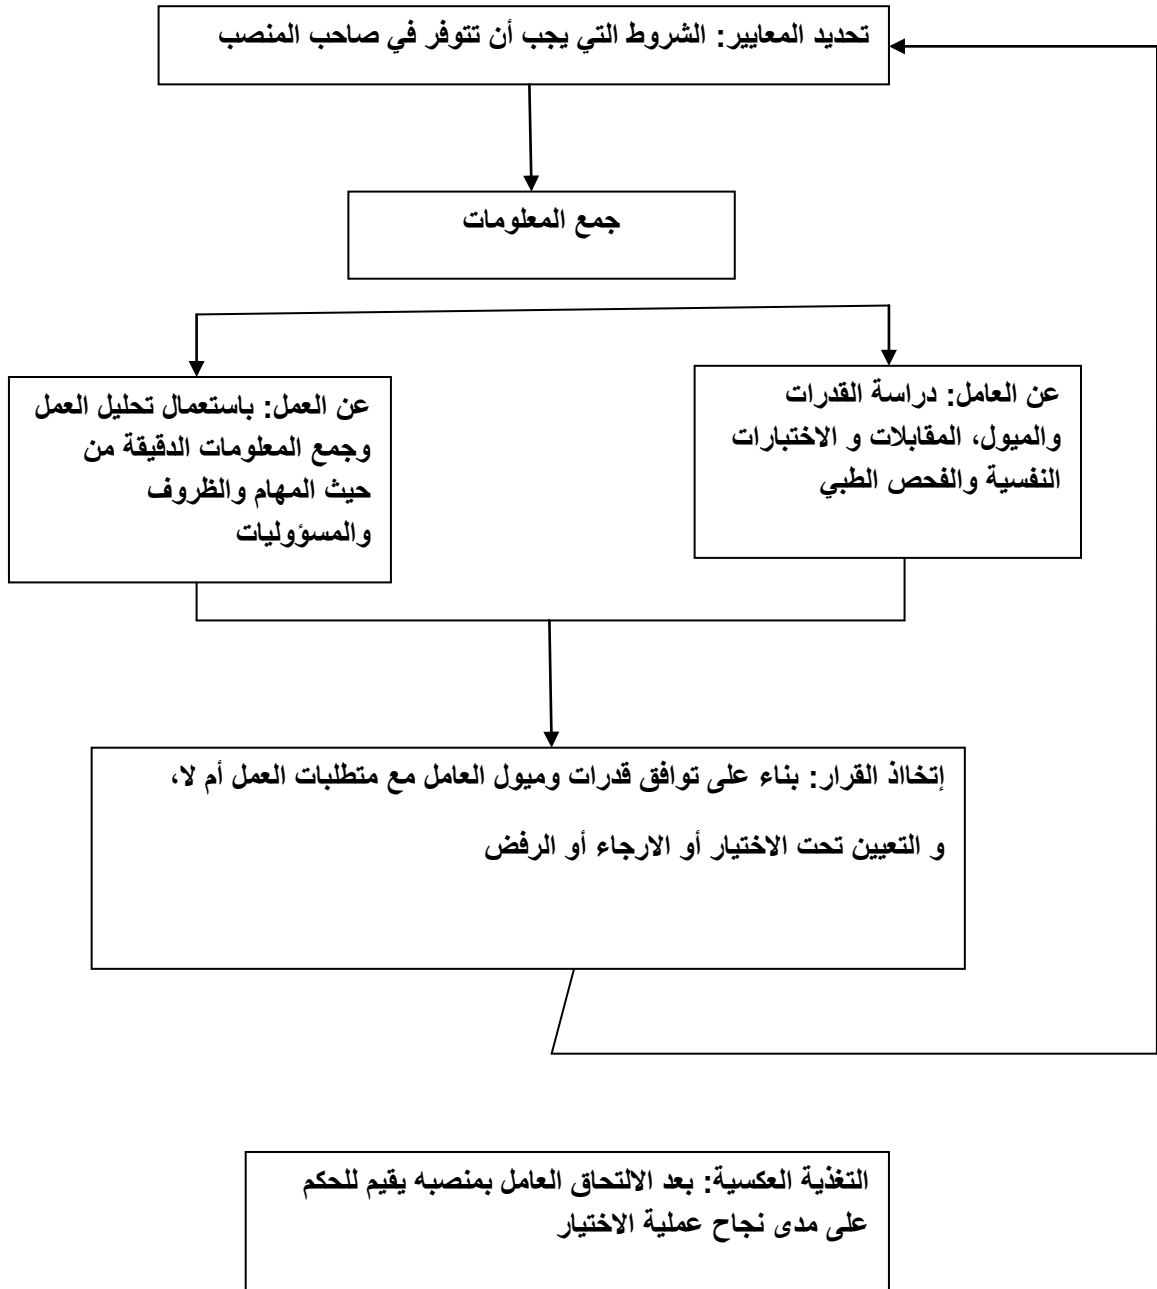 تحديد المعايير: الشروط التي يجب أن تتوفر في صاحب المنصب
جمع المعلومات
عن العامل: دراسة القدرات
والميول، المقابلات و الاختبارات
النفسية والفحص الطبي
عن العمل: باستعمال تحليل العمل
وجمع المعلومات الدقيقة من
حيث المهام والظروف
والمسؤوليات
إتخااذ القرار: بناء على توافق قدرات وميول العامل مع متطلبات العمل أم لا،
و التعيين تحت الاختيار أو الارجاء أو الرفض
التغذية العكسية: بعد الالتحاق العامل بمنصبه يقيم للحكم
على مدى نجاح عملية الاختيار